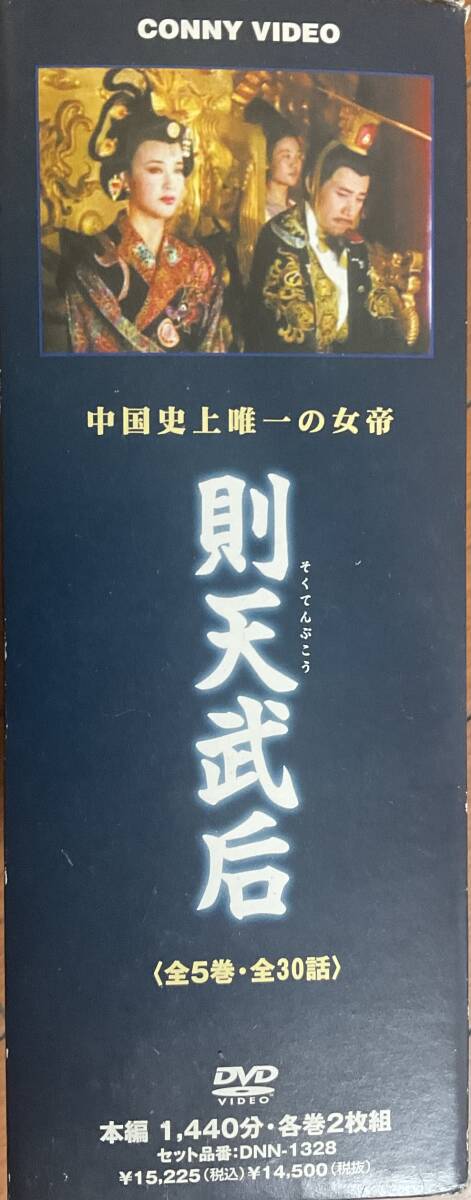 CONNY VIDEO
中国史上唯一の女帝
則天武后
そくてんぶこう
〈全5巻・全30話〉
DVD
VIDEO
本編 1,440分・各巻2枚組
セット品番:DNN-1328
¥15,225(税込)¥14,500(税抜)